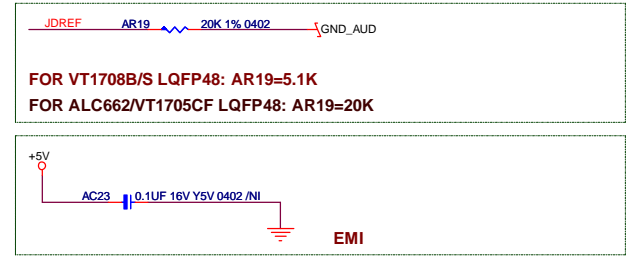 JDREF AR19 20K 1% 0402 GND_AUD
FOR VT1708B/S LQFP48: AR19=5.1K
FOR ALC662/VT1705CF LQFP48: AR19=20K
+5V
AC23 0.1UF 16V Y5V 0402 /NI
EMI